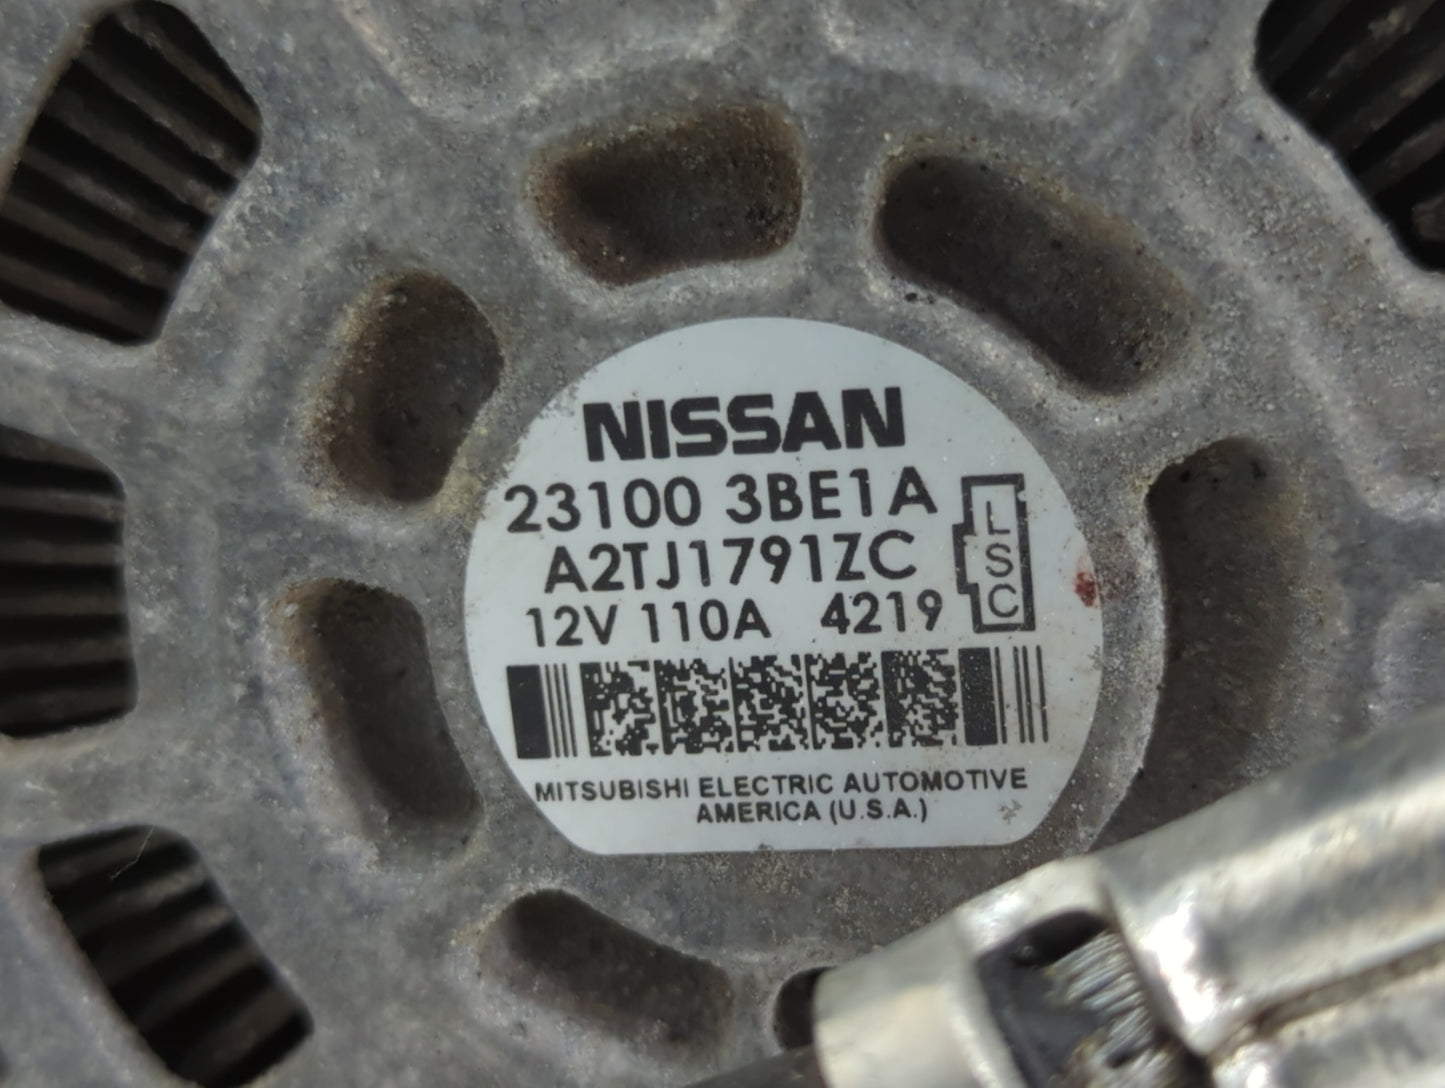 NISSAN
23100 3BE1A
A2TJ1791ZC
12V 110A 4219
L
S
C
MITSUBISHI ELECTRIC AUTOMOTIVE
AMERICA (U.S.A.)